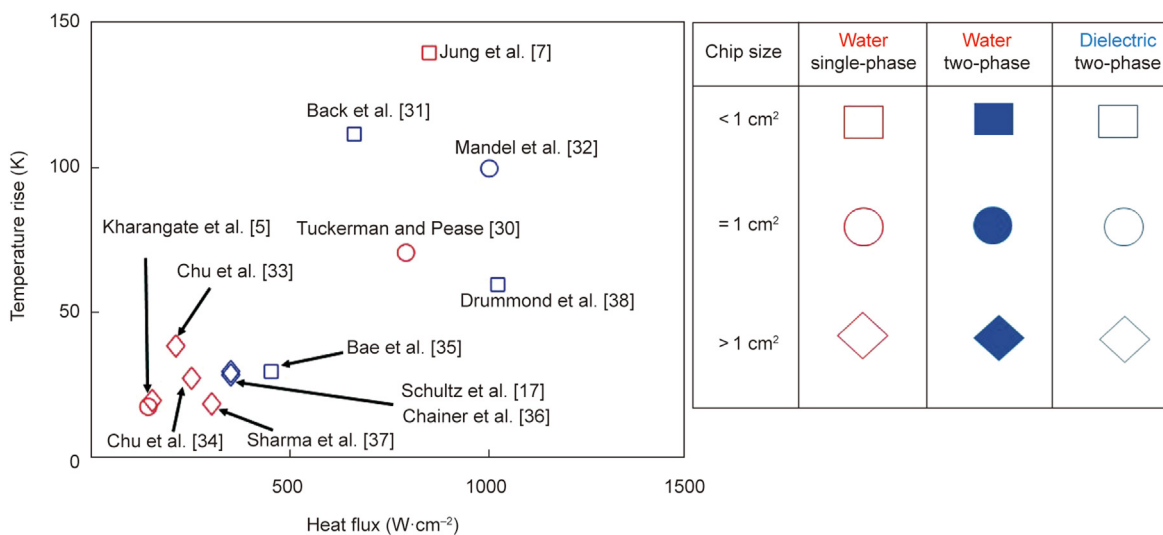 150
Jung et al. [7]
Back et al. [31]
Mandel et al. [32]
100
Kharangate et al. [5]
Tuckerman and Pease [30]
Chu et al. [33]
Drummond et al. [38]
50
Bae et al. [35]
Schultz et al. [17]
Chainer et al. [36]
Chu et al. [34]
Sharma et al. [37]
0
500
1000
1500
Temperature rise (K)
Heat flux (W·cm⁻²)
Chip size
Water
single-phase
Water
two-phase
Dielectric
two-phase
< 1 cm²
= 1 cm²
> 1 cm²